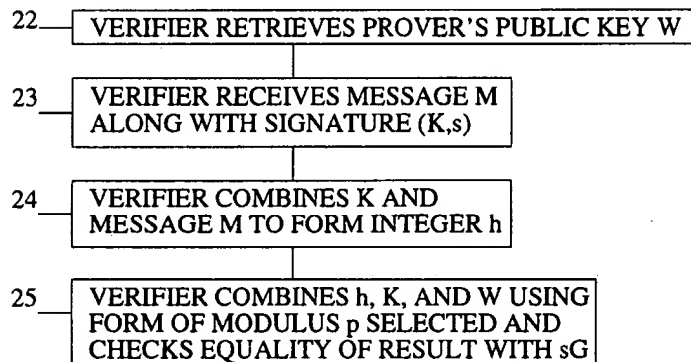 22 VERIFIER RETRIEVES PROVER'S PUBLIC KEY W
23 VERIFIER RECEIVES MESSAGE M
ALONG WITH SIGNATURE (K,s)
24 VERIFIER COMBINES K AND
MESSAGE M TO FORM INTEGER h
25 VERIFIER COMBINES h, K, AND W USING
FORM OF MODULUS p SELECTED AND
CHECKS EQUALITY OF RESULT WITH sG